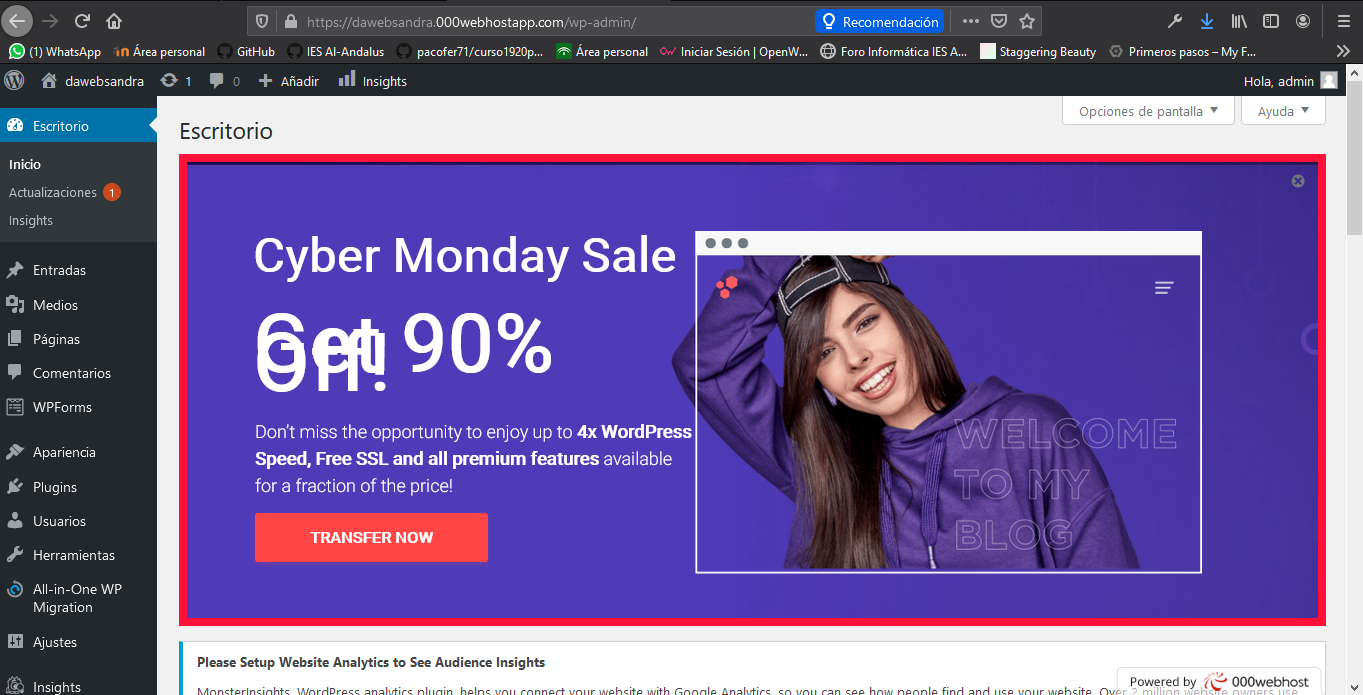 https://dawebsandra.000webhostapp.com/wp-admin/
Recomendación
(1) WhatsApp
Área personal
GitHub
IES Al-Andalus
pacofer71/curso1920p...
Área personal
Iniciar Sesión | OpenW...
Foro Informática IES A...
Staggering Beauty
Primeros pasos – My F...
dawebsandra
1
0
Añadir
Insights
Hola, admin
Opciones de pantalla
Ayuda
Escritorio
Inicio
Actualizaciones 1
Insights
Entradas
Medios
Páginas
Comentarios
WPForms
Apariencia
Plugins
Usuarios
Herramientas
All-in-One WP
Migration
Ajustes
Insights
Escritorio
Cyber Monday Sale
Get 90%
Off!
Don’t miss the opportunity to enjoy up to 4x WordPress
Speed, Free SSL and all premium features available
for a fraction of the price!
TRANSFER NOW
WELCOME
TO MY
BLOG
Please Setup Website Analytics to See Audience Insights
MonsterInsights, WordPress analytics plugin, helps you connect your website with Google Analytics, so you can see how people find and use your website. Over 2 million website owners use
Powered by 000webhost